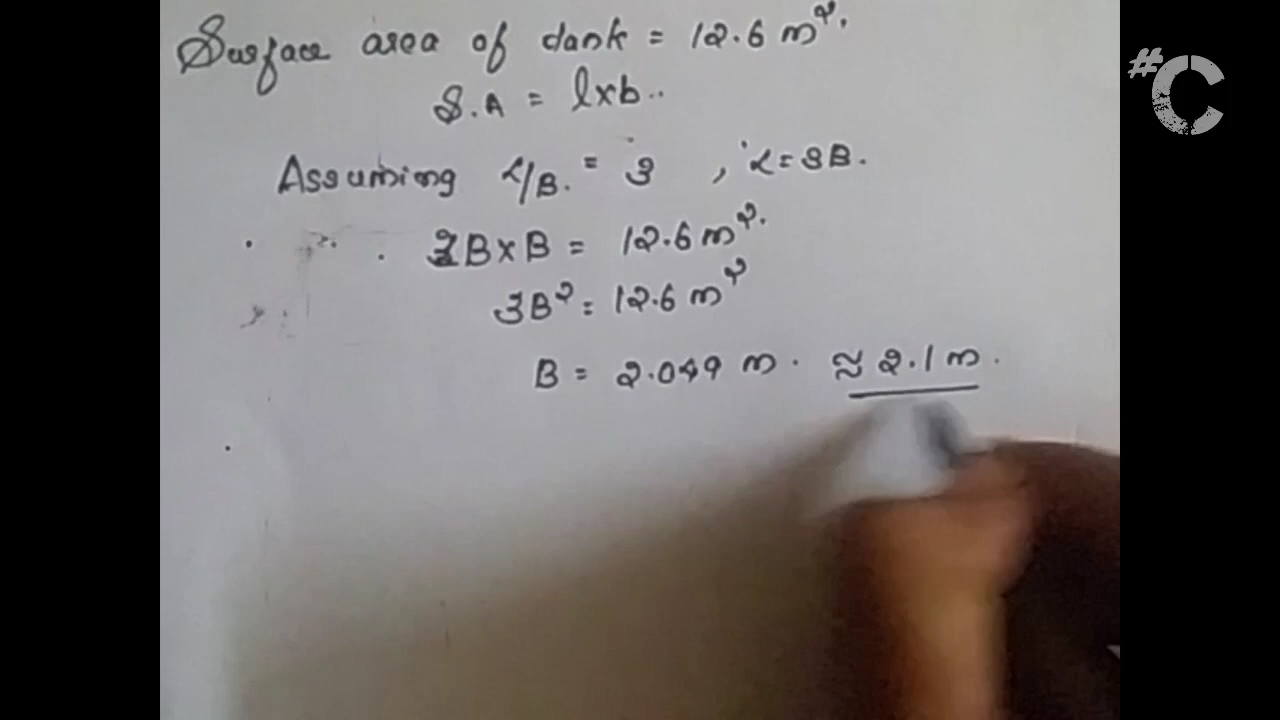 Surface area of tank = 12.6 m².
S.A = l×b..
Assuming L/B. = 3 , L=3B.
3B×B = 12.6 m².
3B² = 12.6 m²
B = 2.049 m. ≈ 2.1 m.
#C